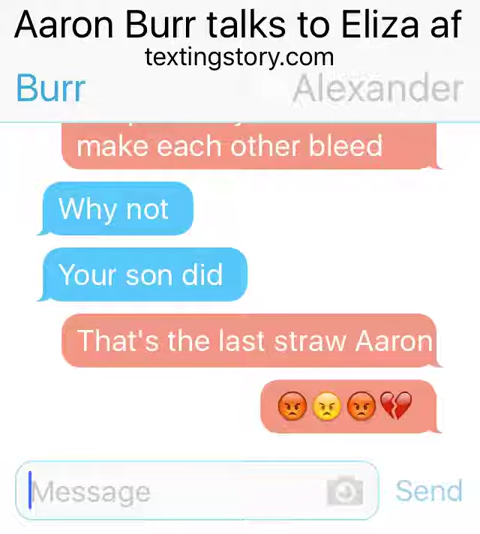 Aaron Burr talks to Eliza af
textingstory.com
Burr
Alexander
make each other bleed
Why not
Your son did
That's the last straw Aaron
😡😠😡💔
Message
Send